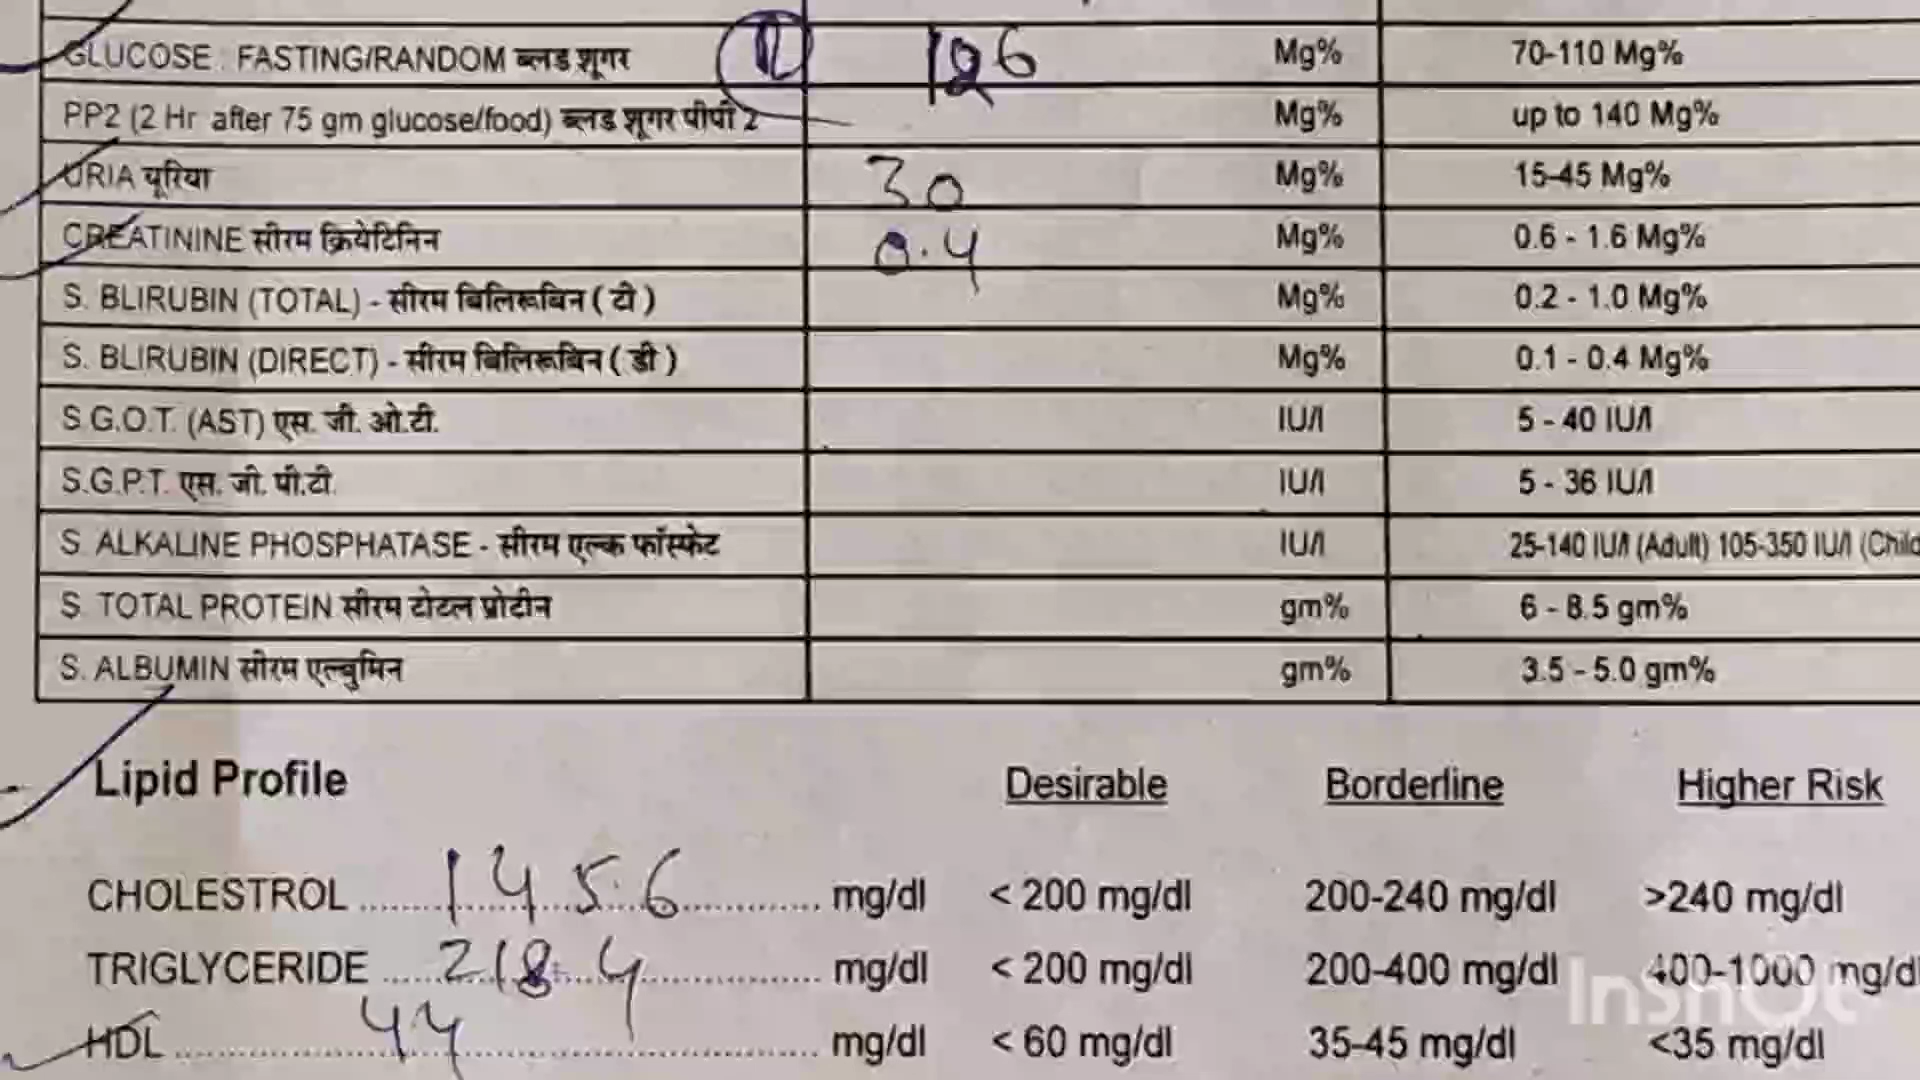 GLUCOSE : FASTING/RANDOM ब्लड शूगर 126 Mg% 70-110 Mg%
PP2 (2 Hr after 75 gm glucose/food) ब्लड शूगर पीपी 2 Mg% up to 140 Mg%
URIA यूरिया 30 Mg% 15-45 Mg%
CREATININE सीरम क्रियेटिनिन 0.4 Mg% 0.6 - 1.6 Mg%
S. BLIRUBIN (TOTAL) - सीरम बिलिरूबिन ( टी ) Mg% 0.2 - 1.0 Mg%
S. BLIRUBIN (DIRECT) - सीरम बिलिरूबिन ( डी ) Mg% 0.1 - 0.4 Mg%
S.G.O.T. (AST) एस. जी. ओ.टी. IU/l 5 - 40 IU/l
S.G.P.T. एस. जी. पी.टी. IU/l 5 - 36 IU/l
S. ALKALINE PHOSPHATASE - सीरम एल्क फॉस्फेट IU/l 25-140 IU/l (Adult) 105-350 IU/l (Child
S. TOTAL PROTEIN सीरम टोटल प्रोटीन gm% 6 - 8.5 gm%
S. ALBUMIN सीरम एल्बुमिन gm% 3.5 - 5.0 gm%
Lipid Profile Desirable Borderline Higher Risk
CHOLESTROL 145.6 mg/dl < 200 mg/dl 200-240 mg/dl >240 mg/dl
TRIGLYCERIDE 218.4 mg/dl < 200 mg/dl 200-400 mg/dl 400-1000 mg/dl
HDL 44 mg/dl < 60 mg/dl 35-45 mg/dl <35 mg/dl
InShOt